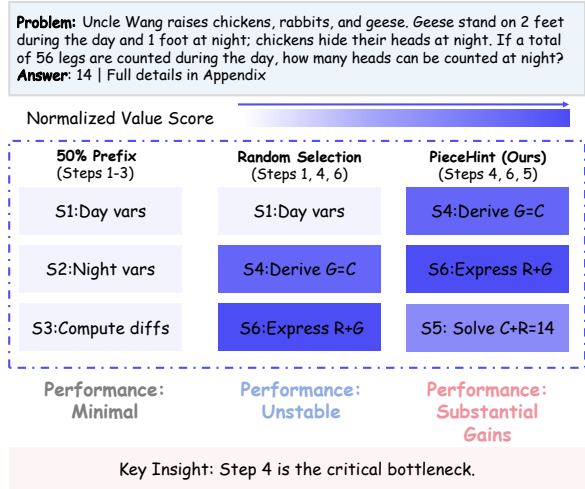 Problem: Uncle Wang raises chickens, rabbits, and geese. Geese stand on 2 feet
during the day and 1 foot at night; chickens hide their heads at night. If a total
of 56 legs are counted during the day, how many heads can be counted at night?
Answer: 14 | Full details in Appendix
Normalized Value Score
50% Prefix
(Steps 1-3)
S1:Day vars
S2:Night vars
S3:Compute diffs
Performance:
Minimal
Random Selection
(Steps 1, 4, 6)
S1:Day vars
S4:Derive G=C
S6:Express R+G
Performance:
Unstable
PieceHint (Ours)
(Steps 4, 6, 5)
S4:Derive G=C
S6:Express R+G
S5: Solve C+R=14
Performance:
Substantial
Gains
Key Insight: Step 4 is the critical bottleneck.